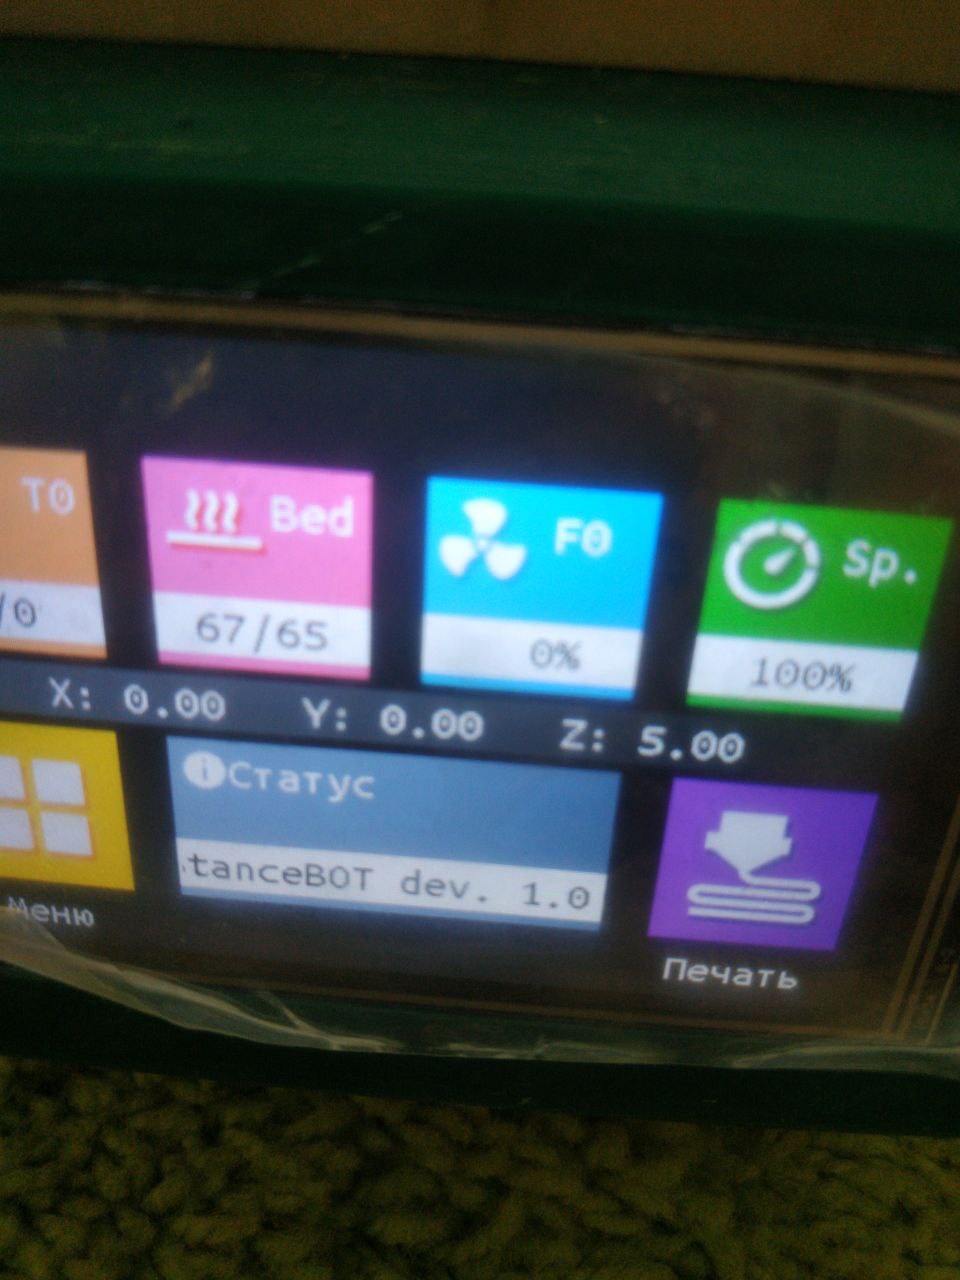 T0
Bed
F0
Sp.
/0
67/65
0%
100%
X: 0.00 Y: 0.00 Z: 5.00
Статус
tanceBOT dev. 1.0
Меню
Печать